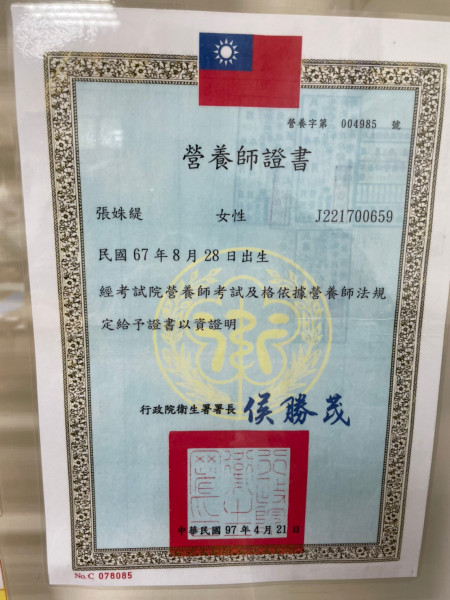 營養字第 004985 號
營養師證書
張姝緹 女性 J221700659
民國 67 年 8 月 28 日出生
經考試院營養師考試及格依據營養師法規
定給予證書以資證明
行政院衛生署署長 侯勝茂
中華民國 97 年 4 月 21 日
No. C 078085